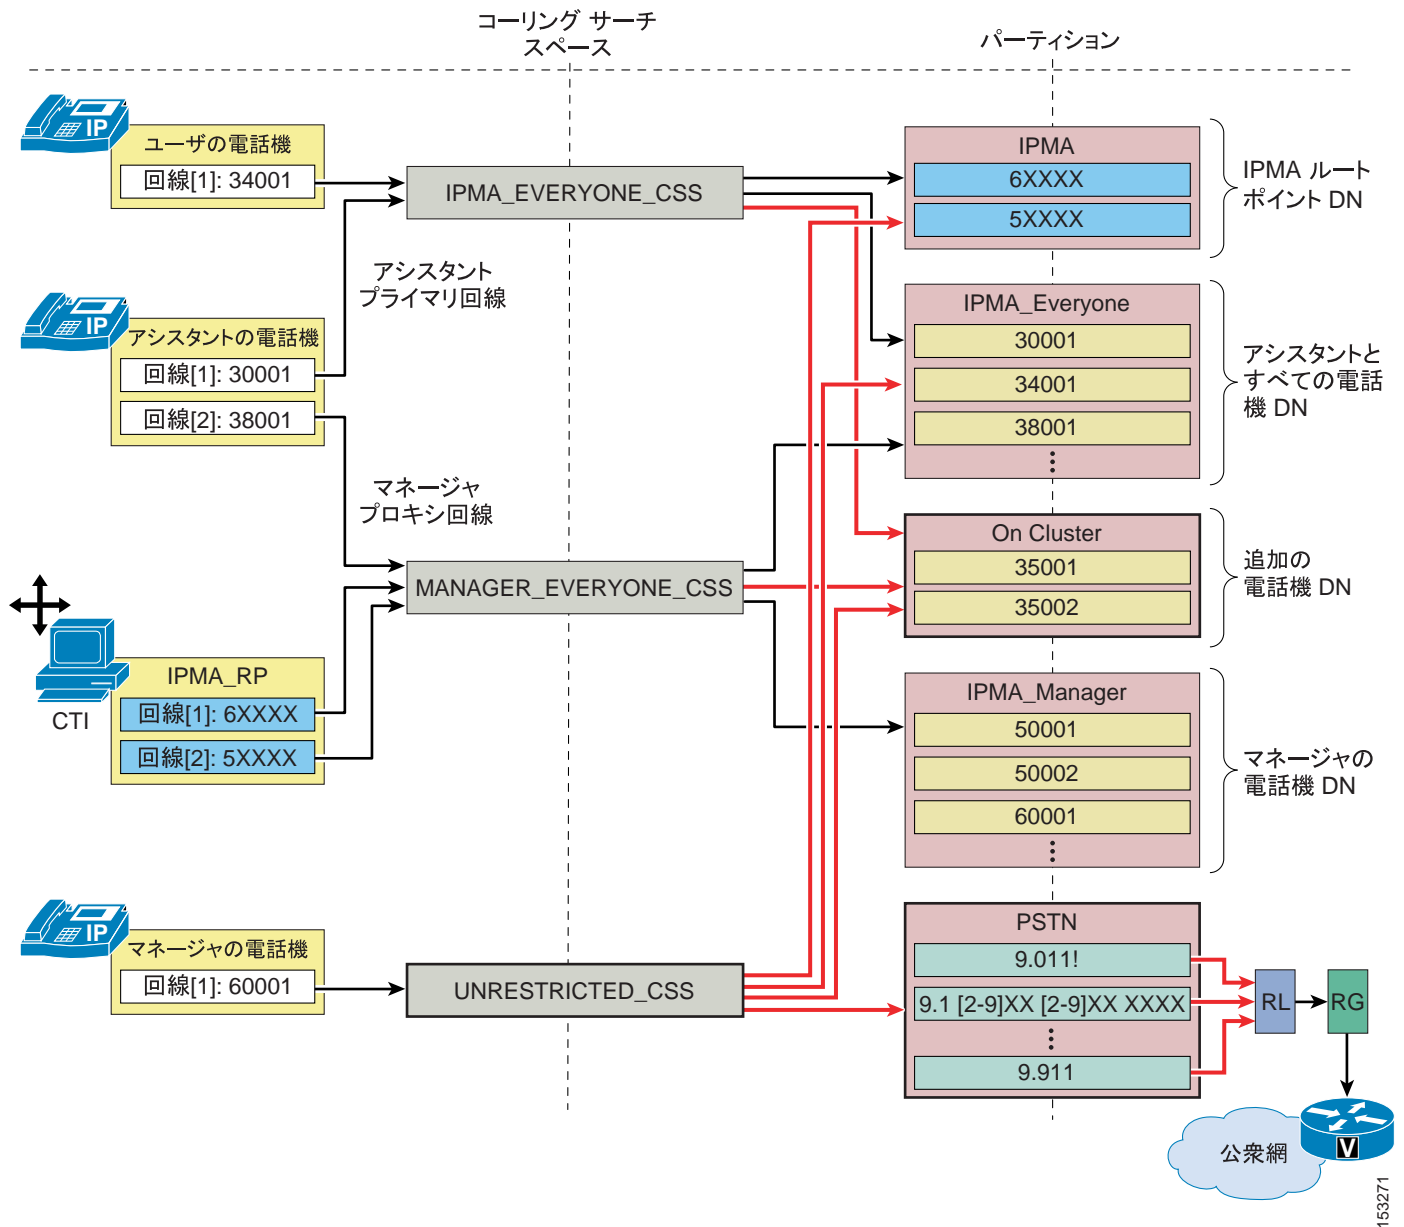 コーリング サーチ
スペース
パーティション
IP
ユーザの電話機
回線[1]: 34001
IPMA_EVERYONE_CSS
IPMA
6XXXX
5XXXX
IPMA ルート
ポイント DN
アシスタント
プライマリ回線
IP
アシスタントの電話機
回線[1]: 30001
回線[2]: 38001
IPMA_Everyone
30001
34001
38001
アシスタントと
すべての電話
機 DN
マネージャ
プロキシ回線
MANAGER_EVERYONE_CSS
On Cluster
35001
35002
追加の
電話機 DN
CTI
IPMA_RP
回線[1]: 6XXXX
回線[2]: 5XXXX
IPMA_Manager
50001
50002
60001
マネージャの
電話機 DN
IP
マネージャの電話機
回線[1]: 60001
UNRESTRICTED_CSS
PSTN
9.011!
9.1 [2-9]XX [2-9]XX XXXX
9.911
RL
RG
V
公衆網
153271